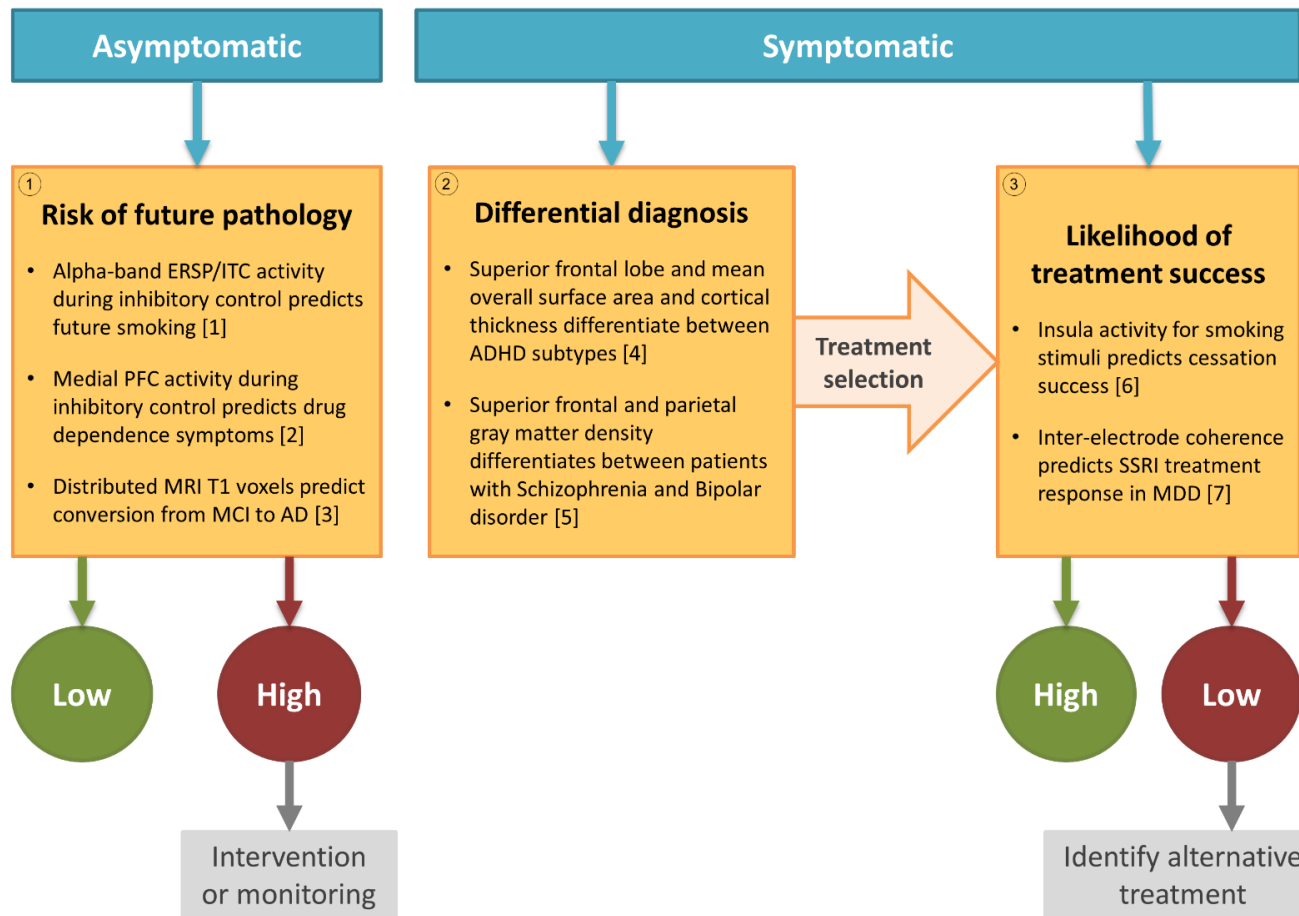 Asymptomatic
Symptomatic
1
Risk of future pathology
• Alpha-band ERSP/ITC activity
during inhibitory control predicts
future smoking [1]
• Medial PFC activity during
inhibitory control predicts drug
dependence symptoms [2]
• Distributed MRI T1 voxels predict
conversion from MCI to AD [3]
2
Differential diagnosis
• Superior frontal lobe and mean
overall surface area and cortical
thickness differentiate between
ADHD subtypes [4]
• Superior frontal and parietal
gray matter density
differentiates between patients
with Schizophrenia and Bipolar
disorder [5]
Treatment
selection
3
Likelihood of
treatment success
• Insula activity for smoking
stimuli predicts cessation
success [6]
• Inter-electrode coherence
predicts SSRI treatment
response in MDD [7]
Low
High
High
Low
Intervention
or monitoring
Identify alternative
treatment